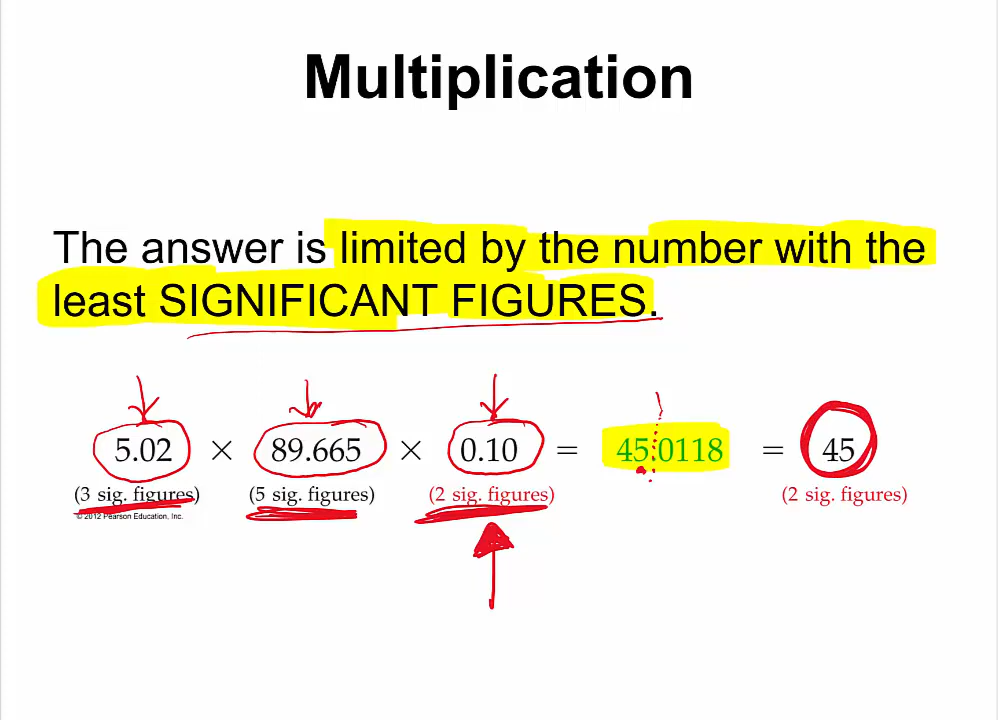 Multiplication
The answer is limited by the number with the
least SIGNIFICANT FIGURES.
5.02 × 89.665 × 0.10 = 45.0118 = 45
(3 sig. figures) (5 sig. figures) (2 sig. figures) (2 sig. figures)
© 2012 Pearson Education, Inc.